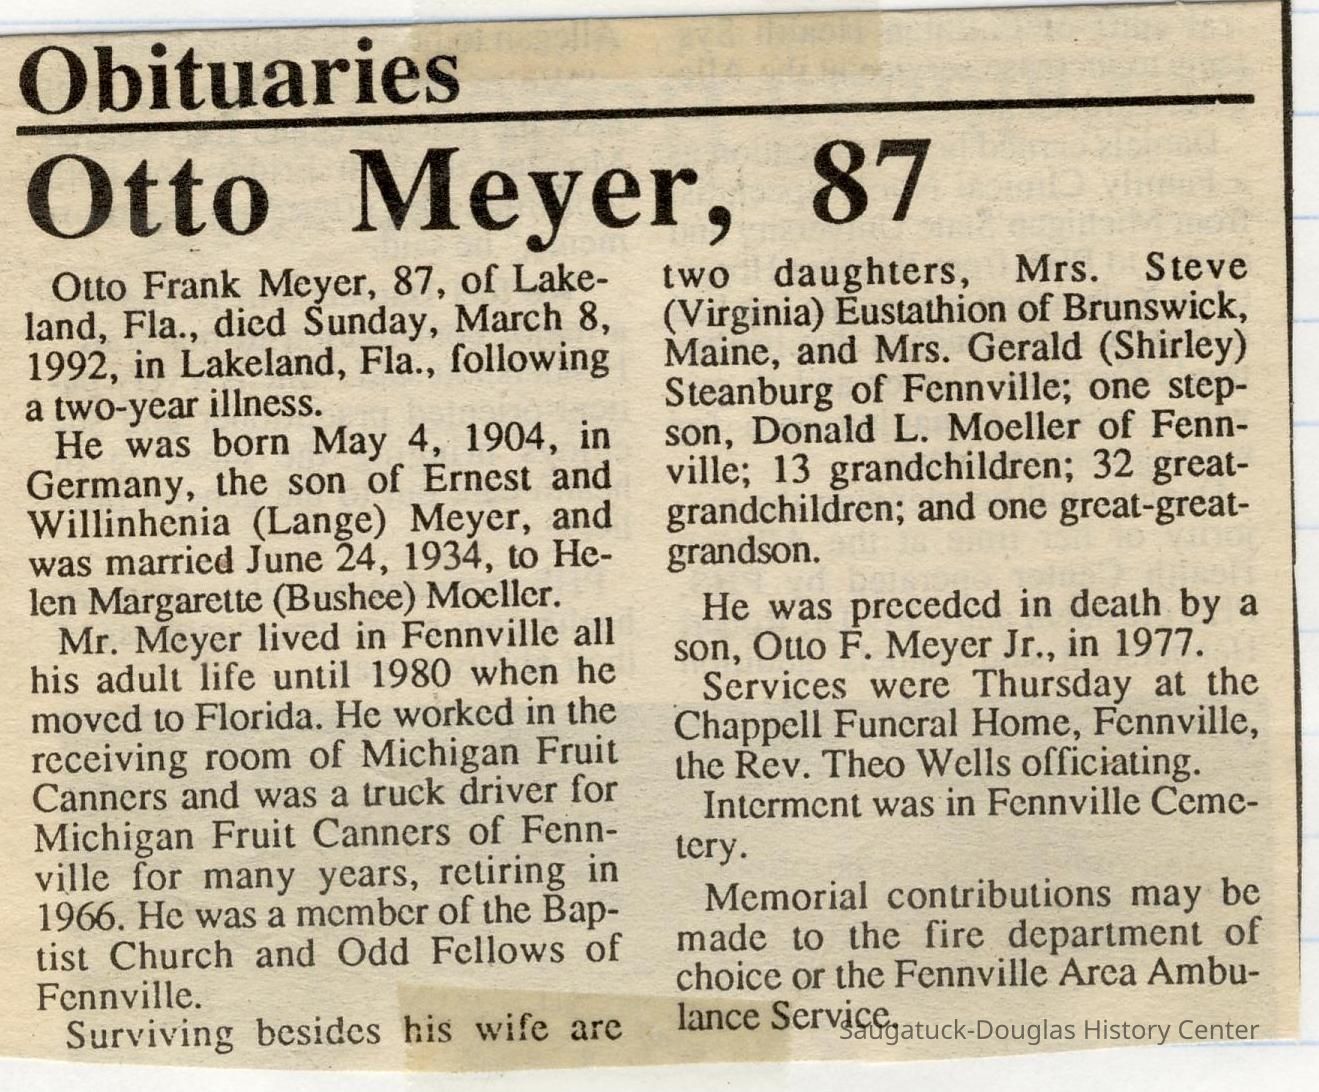 Obituaries
Otto Meyer, 87
Otto Frank Meyer, 87, of Lake-
land, Fla., died Sunday, March 8,
1992, in Lakeland, Fla., following
a two-year illness.
He was born May 4, 1904, in
Germany, the son of Ernest and
Willinhenia (Lange) Meyer, and
was married June 24, 1934, to He-
len Margarette (Bushee) Moeller.
Mr. Meyer lived in Fennville all
his adult life until 1980 when he
moved to Florida. He worked in the
receiving room of Michigan Fruit
Canners and was a truck driver for
Michigan Fruit Canners of Fenn-
ville for many years, retiring in
1966. He was a member of the Bap-
tist Church and Odd Fellows of
Fennville.
Surviving besides his wife are
two daughters, Mrs. Steve
(Virginia) Eustathion of Brunswick,
Maine, and Mrs. Gerald (Shirley)
Steanburg of Fennville; one step-
son, Donald L. Moeller of Fenn-
ville; 13 grandchildren; 32 great-
grandchildren; and one great-great-
grandson.
He was preceded in death by a
son, Otto F. Meyer Jr., in 1977.
Services were Thursday at the
Chappell Funeral Home, Fennville,
the Rev. Theo Wells officiating.
Interment was in Fennville Ceme-
tery.
Memorial contributions may be
made to the fire department of
choice or the Fennville Area Ambu-
lance Service.
Saugatuck-Douglas History Center